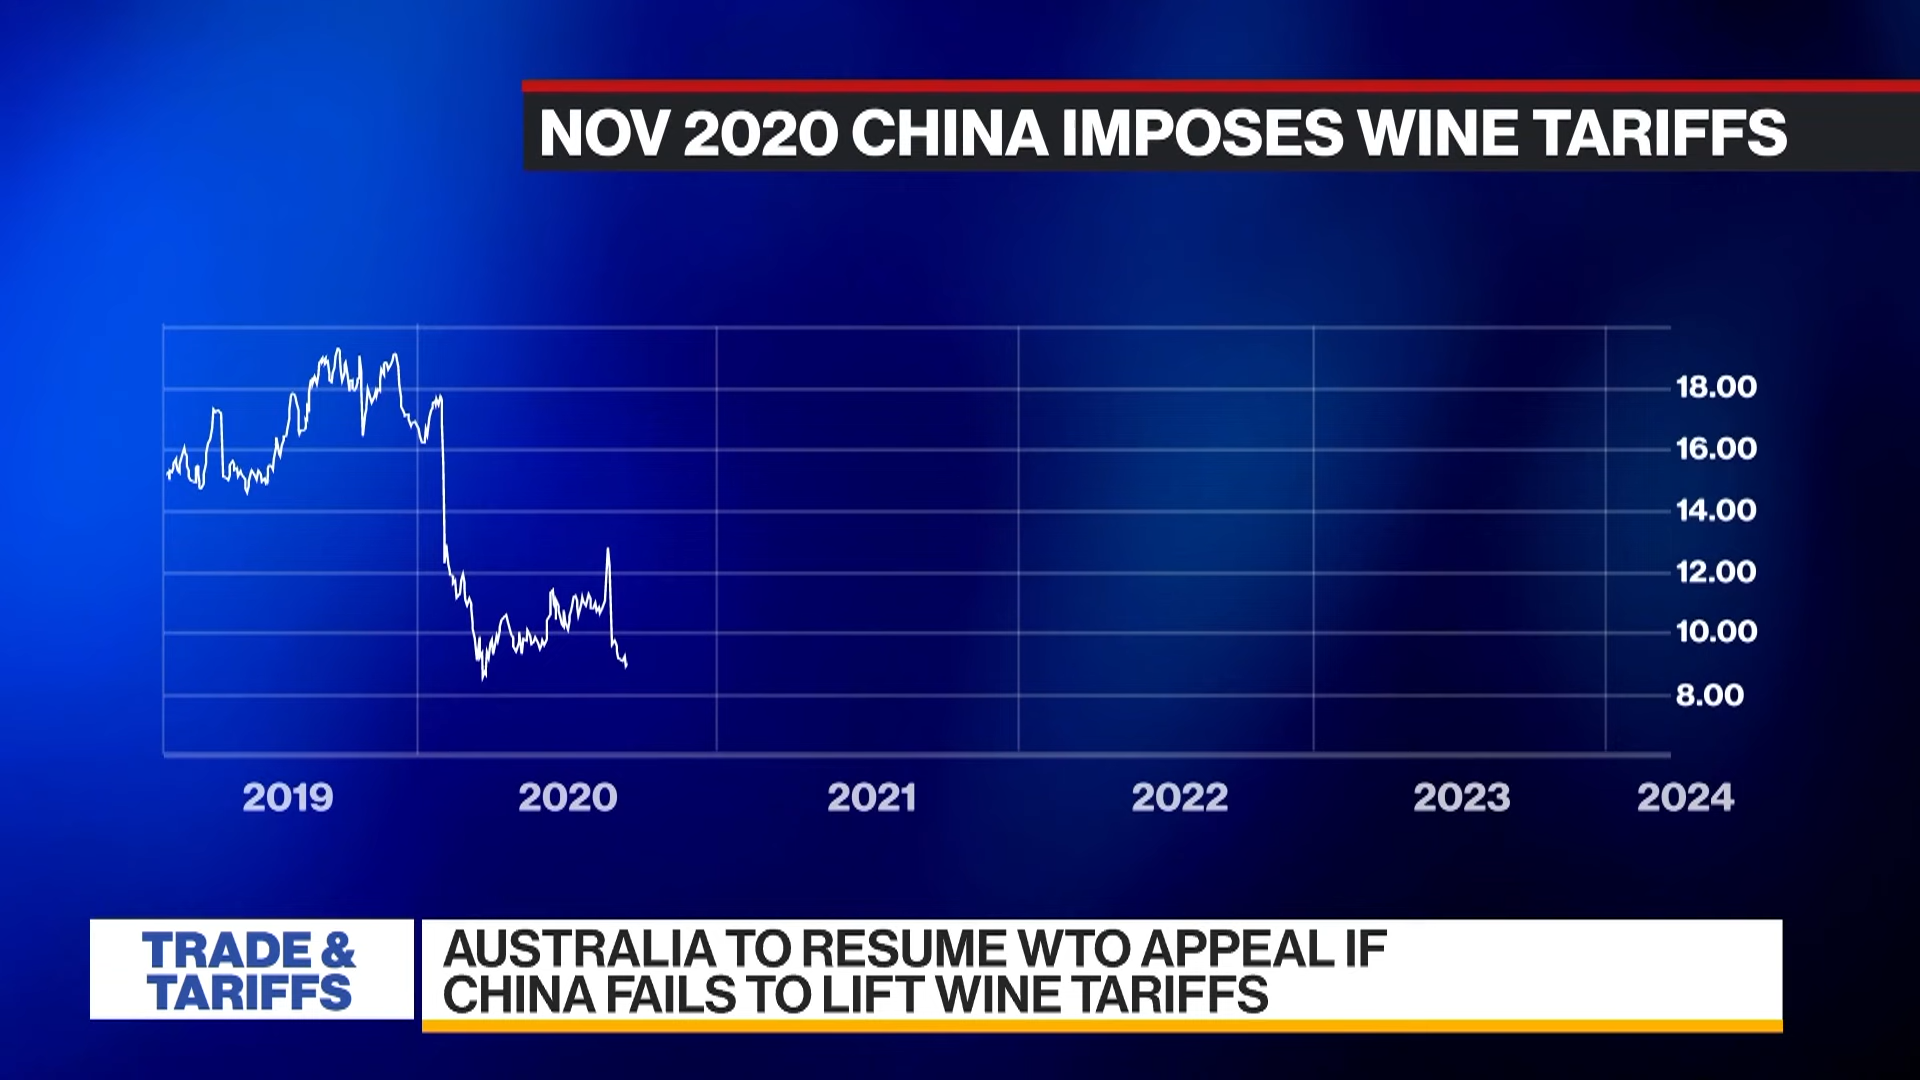 NOV 2020 CHINA IMPOSES WINE TARIFFS
18.00
16.00
14.00
12.00
10.00
8.00
2019 2020 2021 2022 2023 2024
TRADE &
TARIFFS
AUSTRALIA TO RESUME WTO APPEAL IF
CHINA FAILS TO LIFT WINE TARIFFS